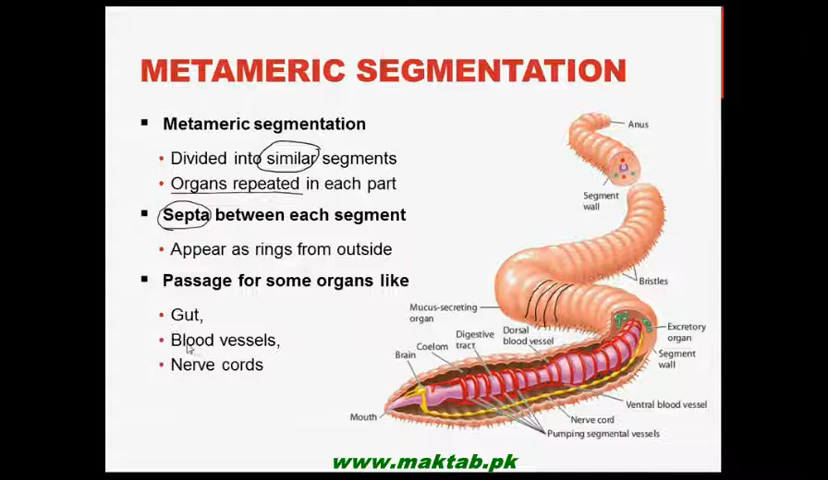 METAMERIC SEGMENTATION
▪ Metameric segmentation
• Divided into similar segments
• Organs repeated in each part
▪ Septa between each segment
• Appear as rings from outside
▪ Passage for some organs like
• Gut,
• Blood vessels,
• Nerve cords
Anus
Segment
wall
Bristles
Mucus-secreting
organ
Digestive
tract
Dorsal
blood vessel
Coelom
Brain
Excretory
organ
Segment
wall
Mouth
Ventral blood vessel
Nerve cord
Pumping segmental vessels
www.maktab.pk